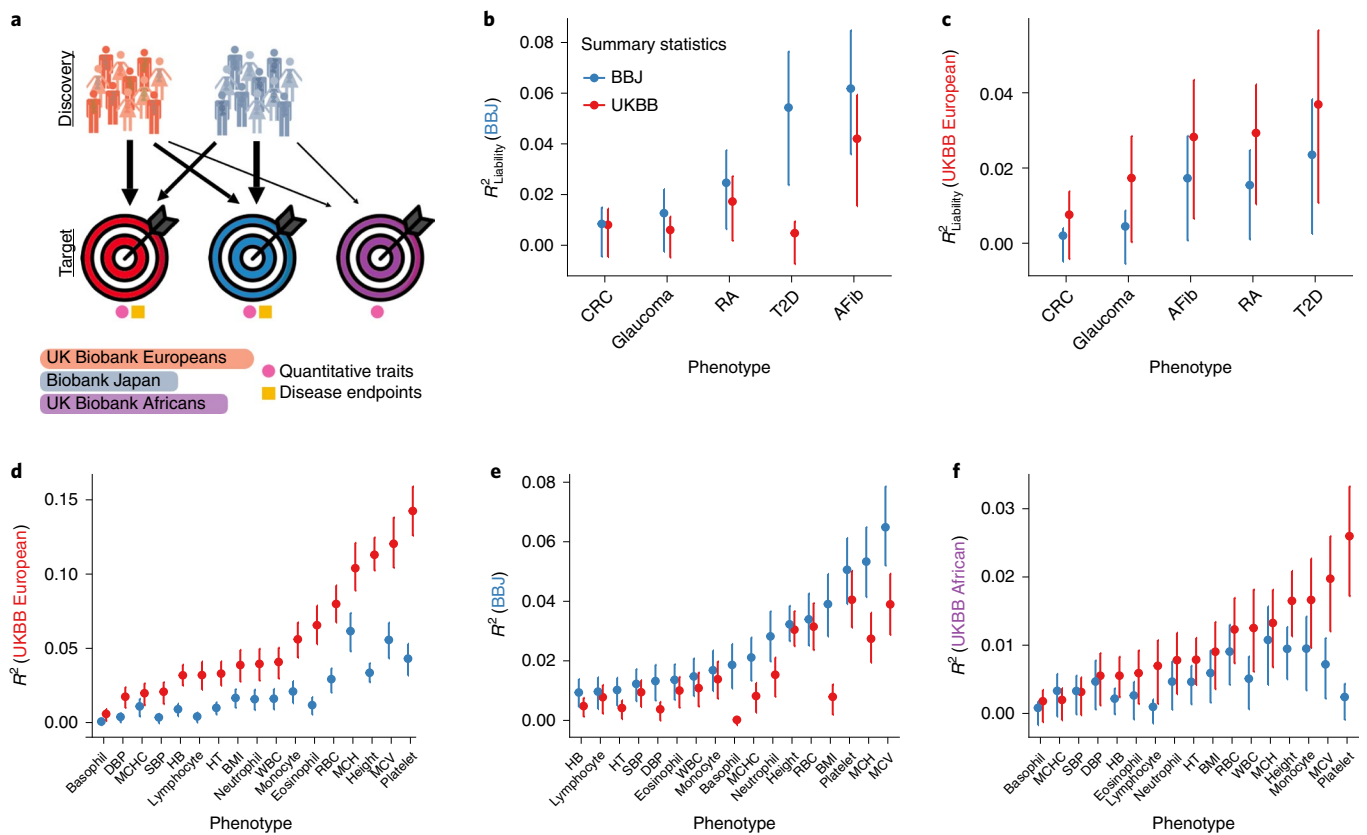 a
Discovery
Target
UK Biobank Europeans
Biobank Japan
UK Biobank Africans
Quantitative traits
Disease endpoints
b
R²Liability (BBJ)
0.08
0.06
0.04
0.02
0.00
Summary statistics
BBJ
UKBB
CRC
Glaucoma
RA
T2D
AFib
Phenotype
c
R²Liability (UKBB European)
0.04
0.02
0.00
CRC
Glaucoma
AFib
RA
T2D
Phenotype
d
R² (UKBB European)
0.15
0.10
0.05
0.00
Basophil
DBP
MCHC
SBP
HB
Lymphocyte
HT
BMI
Neutrophil
WBC
Monocyte
Eosinophil
RBC
MCH
Height
MCV
Platelet
Phenotype
e
R² (BBJ)
0.08
0.06
0.04
0.02
0.00
HB
Lymphocyte
HT
SBP
DBP
Eosinophil
WBC
Monocyte
Basophil
MCHC
Neutrophil
Height
RBC
BMI
Platelet
MCH
MCV
Phenotype
f
R² (UKBB African)
0.03
0.02
0.01
0.00
Basophil
MCHC
SBP
DBP
HB
Eosinophil
Lymphocyte
Neutrophil
HT
BMI
RBC
WBC
MCH
Height
Monocyte
MCV
Platelet
Phenotype